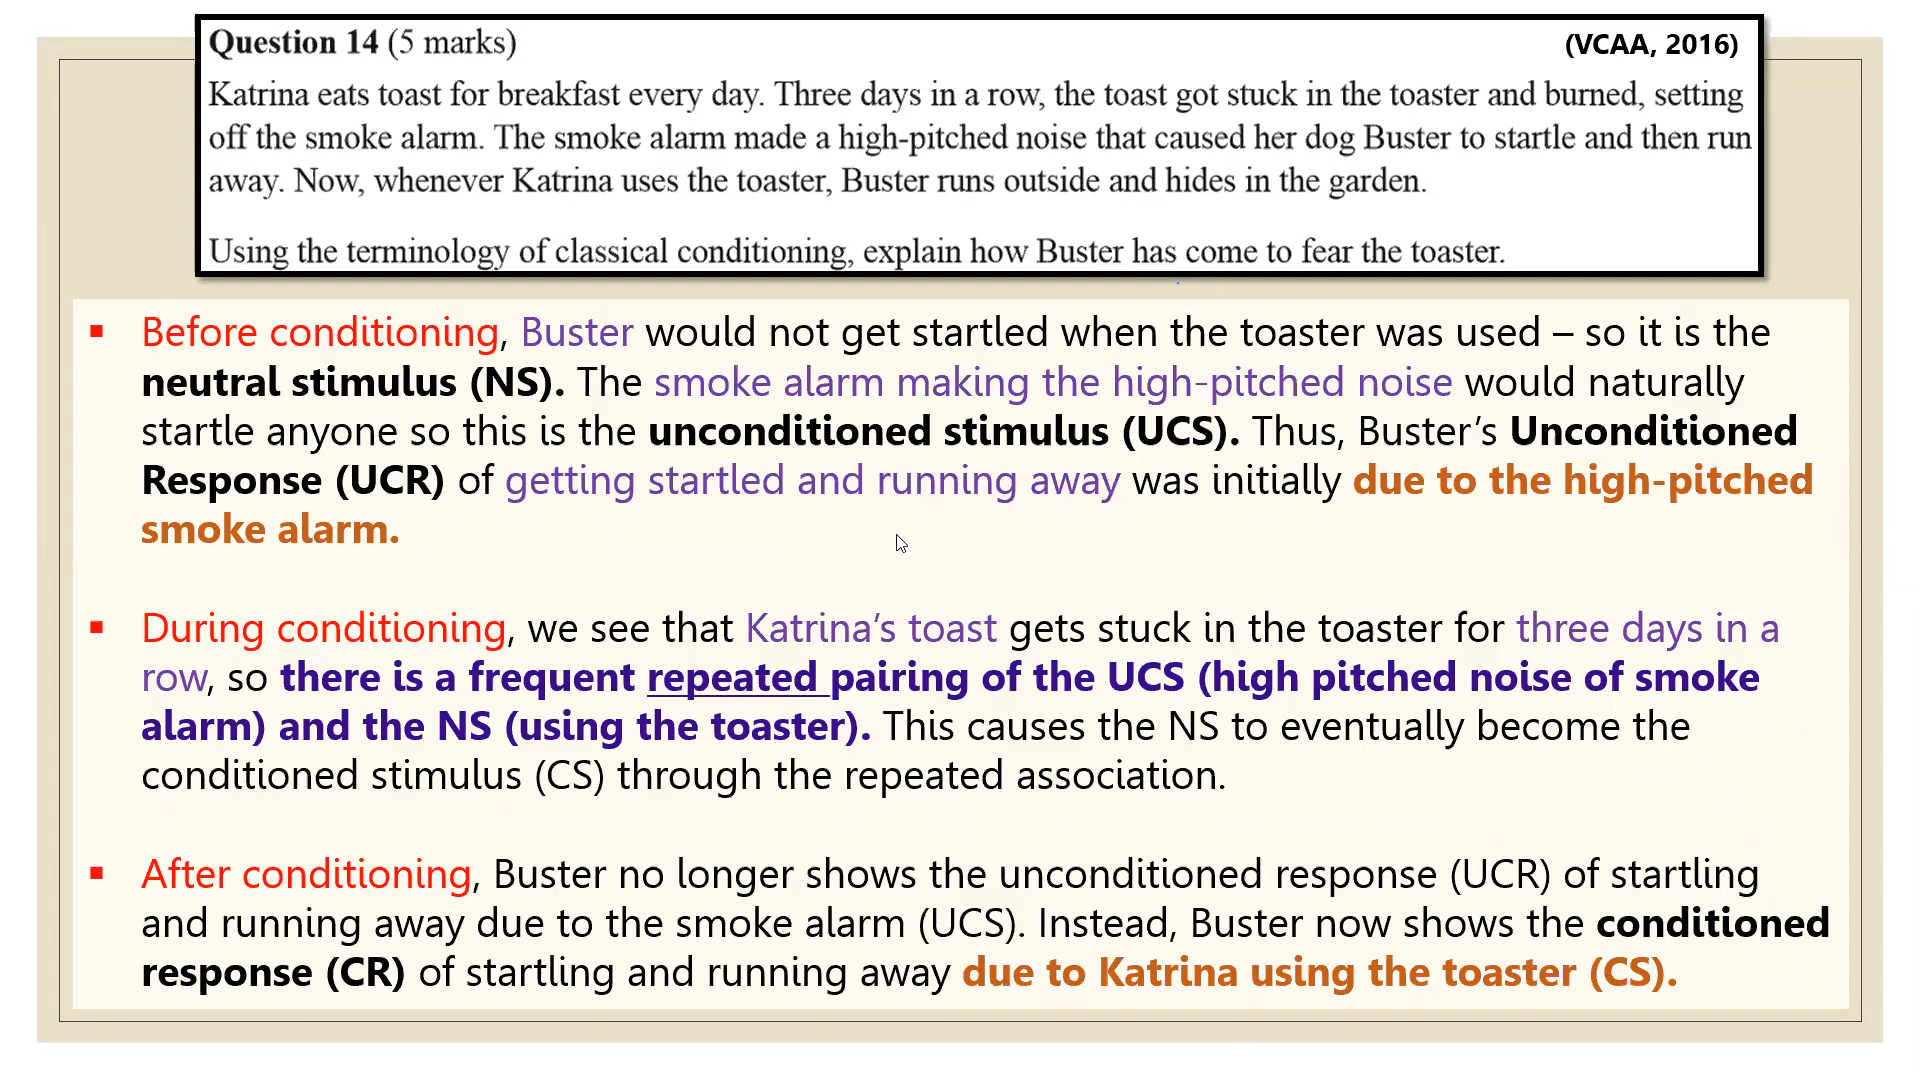 Question 14 (5 marks)
(VCAA, 2016)
Katrina eats toast for breakfast every day. Three days in a row, the toast got stuck in the toaster and burned, setting
off the smoke alarm. The smoke alarm made a high-pitched noise that caused her dog Buster to startle and then run
away. Now, whenever Katrina uses the toaster, Buster runs outside and hides in the garden.
Using the terminology of classical conditioning, explain how Buster has come to fear the toaster.
▪ Before conditioning, Buster would not get startled when the toaster was used – so it is the
neutral stimulus (NS). The smoke alarm making the high-pitched noise would naturally
startle anyone so this is the unconditioned stimulus (UCS). Thus, Buster’s Unconditioned
Response (UCR) of getting startled and running away was initially due to the high-pitched
smoke alarm.
▪ During conditioning, we see that Katrina’s toast gets stuck in the toaster for three days in a
row, so there is a frequent repeated pairing of the UCS (high pitched noise of smoke
alarm) and the NS (using the toaster). This causes the NS to eventually become the
conditioned stimulus (CS) through the repeated association.
▪ After conditioning, Buster no longer shows the unconditioned response (UCR) of startling
and running away due to the smoke alarm (UCS). Instead, Buster now shows the conditioned
response (CR) of startling and running away due to Katrina using the toaster (CS).